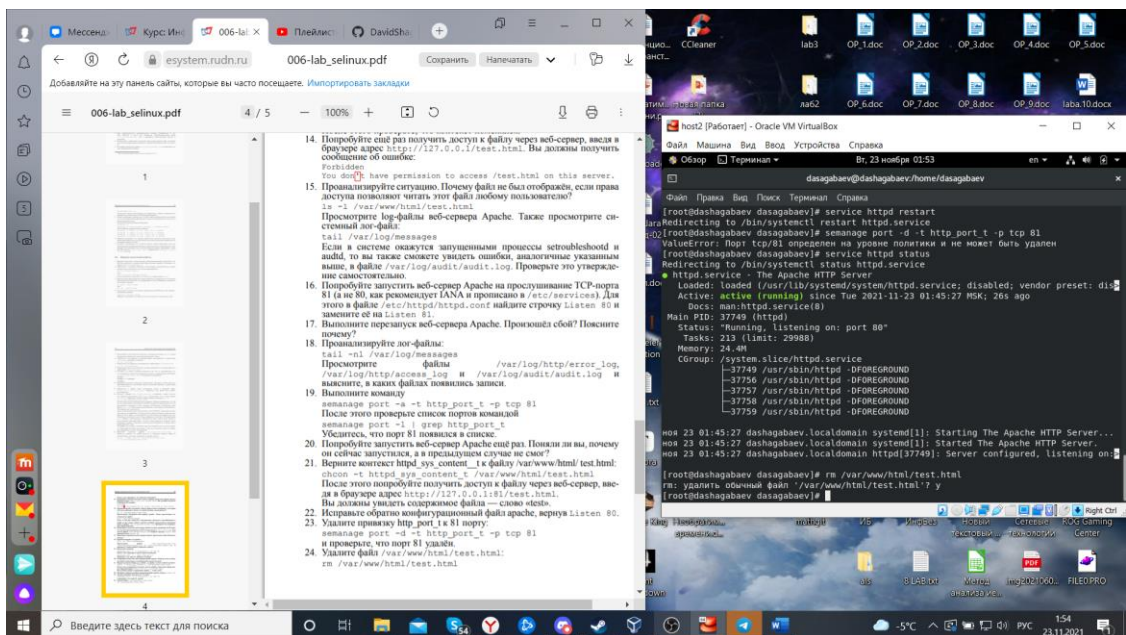 Мессенд
Курс: Инф
006-lab
Плейлист
DavidSha
esystem.rudn.ru
006-lab_selinux.pdf
Сохранить
Напечатать
Добавляйте на эту панель сайты, которые вы часто посещаете. Импортировать закладки
006-lab_selinux.pdf
4 / 5
100%
1
2
3
4
14. Попробуйте ещё раз получить доступ к файлу через веб-сервер, введя в
браузере адрес http://127.0.0.1/test.html. Вы должны получить
сообщение об ошибке:
Forbidden
You don't have permission to access /test.html on this server.
15. Проанализируйте ситуацию. Почему файл не был отображён, если права
доступа позволяют читать этот файл любому пользователю?
ls -l /var/www/html/test.html
Просмотрите log-файлы веб-сервера Apache. Также просмотрите си-
стемный лог-файл:
tail /var/log/messages
Если в системе окажутся запущенными процессы setroubleshootd и
audtd, то вы также сможете увидеть ошибки, аналогичные указанным
выше, в файле /var/log/audit/audit.log. Проверьте это утвержде-
ние самостоятельно.
16. Попробуйте запустить веб-сервер Apache на прослушивание TCP-порта
81 (а не 80, как рекомендует IANA и прописано в /etc/services). Для
этого в файле /etc/httpd/httpd.conf найдите строчку Listen 80 и
замените её на Listen 81.
17. Выполните перезапуск веб-сервера Apache. Произошёл сбой? Поясните
почему?
18. Проанализируйте лог-файлы:
tail -nl /var/log/messages
Просмотрите файлы /var/log/http/error_log,
/var/log/http/access_log и /var/log/audit/audit.log и
выясните, в каких файлах появились записи.
19. Выполните команду
semanage port -a -t http_port_t -р tcp 81
После этого проверьте список портов командой
semanage port -l | grep http_port_t
Убедитесь, что порт 81 появился в списке.
20. Попробуйте запустить веб-сервер Apache ещё раз. Поняли ли вы, почему
он сейчас запустился, а в предыдущем случае не смог?
21. Верните контекст httpd_sys_cоntent__t к файлу /var/www/html/ test.html:
chcon -t httpd_sys_content_t /var/www/html/test.html
После этого попробуйте получить доступ к файлу через веб-сервер, вве-
дя в браузере адрес http://127.0.0.1:81/test.html.
Вы должны увидеть содержимое файла — слово «test».
22. Исправьте обратно конфигурационный файл apache, вернув Listen 80.
23. Удалите привязку http_port_t к 81 порту:
semanage port -d -t http_port_t -p tcp 81
и проверьте, что порт 81 удалён.
24. Удалите файл /var/www/html/test.html:
rm /var/www/html/test.html
CCleaner
lab3
OP_1.doc
OP_2.doc
OP_3.doc
OP_4.doc
OP_5.doc
Новая папка
лаб2
OP_6.doc
OP_7.doc
OP_8.doc
OP_9.doc
laba.10.docx
host2 [Работает] - Oracle VM VirtualBox
Файл Машина Вид Ввод Устройства Справка
Обзор Терминал Вт, 23 ноября 01:53 en
dasagabaev@dashagabaev:/home/dasagabaev
Файл Правка Вид Поиск Терминал Справка
[root@dashagabaev dasagabaev]# service httpd restart
Redirecting to /bin/systemctl restart httpd.service
[root@dashagabaev dasagabaev]# semanage port -d -t http_port_t -p tcp 81
ValueError: Порт tcp/81 определен на уровне политики и не может быть удален
[root@dashagabaev dasagabaev]# service httpd status
Redirecting to /bin/systemctl status httpd.service
● httpd.service - The Apache HTTP Server
Loaded: loaded (/usr/lib/systemd/system/httpd.service; disabled; vendor preset: dis>
Active: active (running) since Tue 2021-11-23 01:45:27 MSK; 26s ago
Docs: man:httpd.service(8)
Main PID: 37749 (httpd)
Status: "Running, listening on: port 80"
Tasks: 213 (limit: 29988)
Memory: 24.4M
CGroup: /system.slice/httpd.service
├─37749 /usr/sbin/httpd -DFOREGROUND
├─37756 /usr/sbin/httpd -DFOREGROUND
├─37757 /usr/sbin/httpd -DFOREGROUND
├─37758 /usr/sbin/httpd -DFOREGROUND
└─37759 /usr/sbin/httpd -DFOREGROUND
ноя 23 01:45:27 dashagabaev.localdomain systemd[1]: Starting The Apache HTTP Server...
ноя 23 01:45:27 dashagabaev.localdomain systemd[1]: Started The Apache HTTP Server.
ноя 23 01:45:27 dashagabaev.localdomain httpd[37749]: Server configured, listening on:>
[root@dashagabaev dasagabaev]# rm /var/www/html/test.html
rm: удалить обычный файл '/var/www/html/test.html'? y
[root@dashagabaev dasagabaev]#
Right Ctrl
mathgit
ИБ
Новый
текстовый ...
Сетевые
технологии
ROG Gaming
Center
lals
8 LAB.txt
Метод
анализа ие...
PDF
FILEO.PRO
Введите здесь текст для поиска
54
-5°C
РУС
1:54
23.11.2021